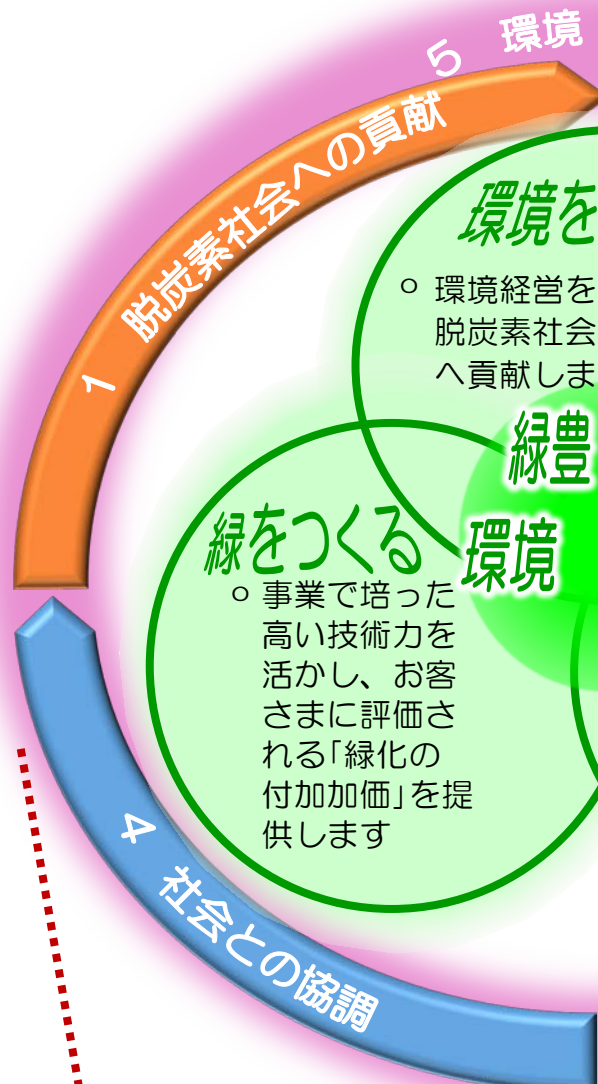 5 環境
1 脱炭素社会への貢献
環境を
○ 環境経営を
脱炭素社会
へ貢献しま
緑豊
環境
緑をつくる
○ 事業で培った
高い技術力を
活かし、お客
さまに評価さ
れる「緑化の
付加加価」を提
供します
4 社会との協調